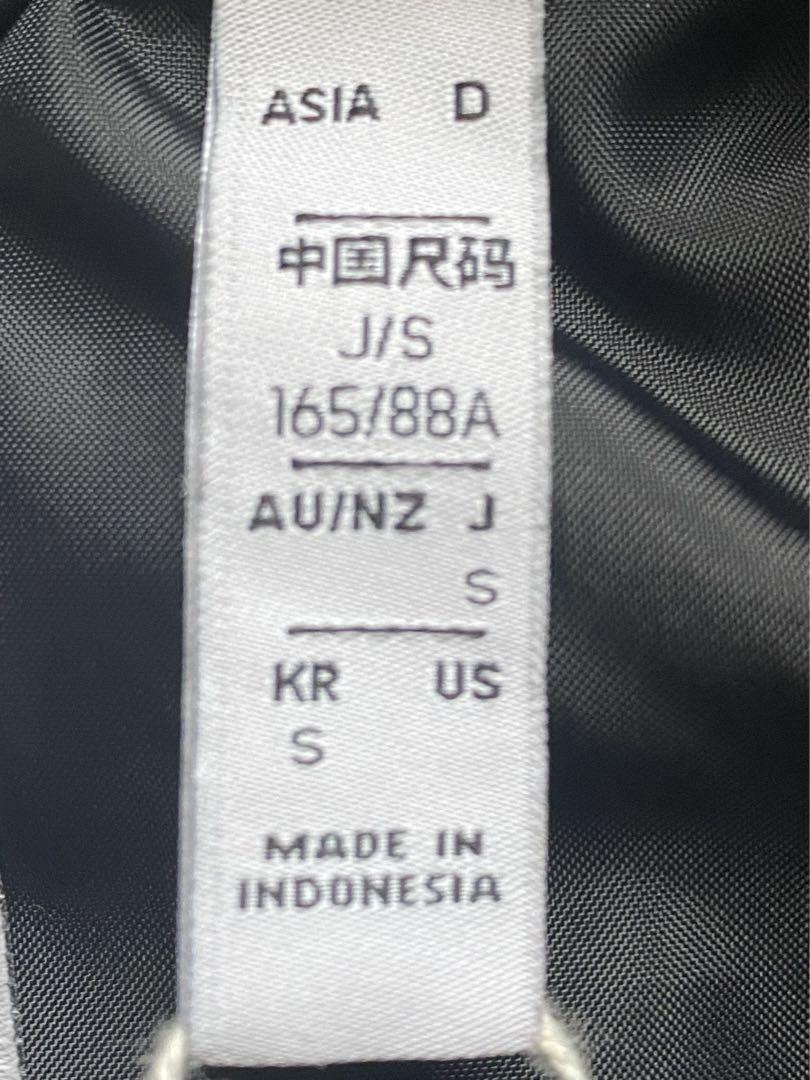 ASIA D
中国尺码
J/S
165/88A
AU/NZ J
S
KR US
S
MADE IN
INDONESIA